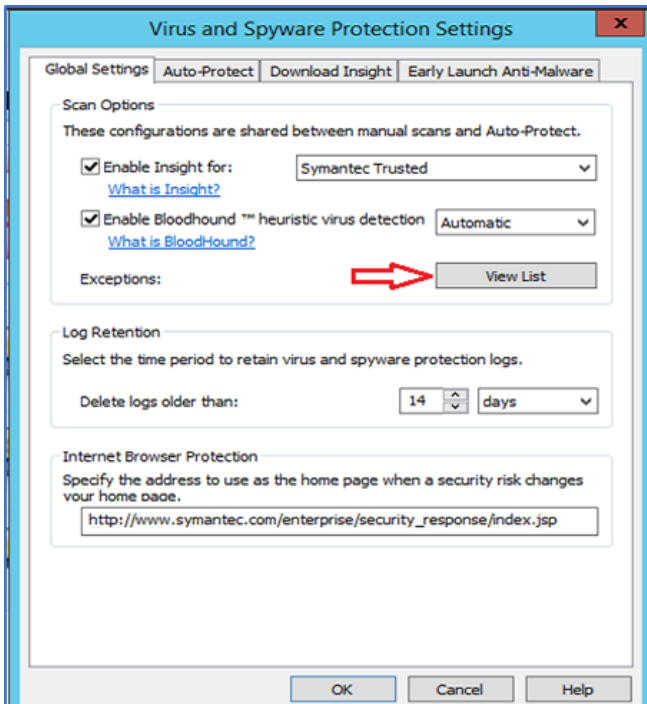 Virus and Spyware Protection Settings
x
Global Settings Auto-Protect Download Insight Early Launch Anti-Malware
Scan Options
These configurations are shared between manual scans and Auto-Protect.
Enable Insight for: Symantec Trusted
What is Insight?
Enable Bloodhound ™ heuristic virus detection Automatic
What is BloodHound?
Exceptions: View List
Log Retention
Select the time period to retain virus and spyware protection logs.
Delete logs older than: 14 days
Internet Browser Protection
Specify the address to use as the home page when a security risk changes
your home page.
http://www.symantec.com/enterprise/security_response/index.jsp
OK Cancel Help